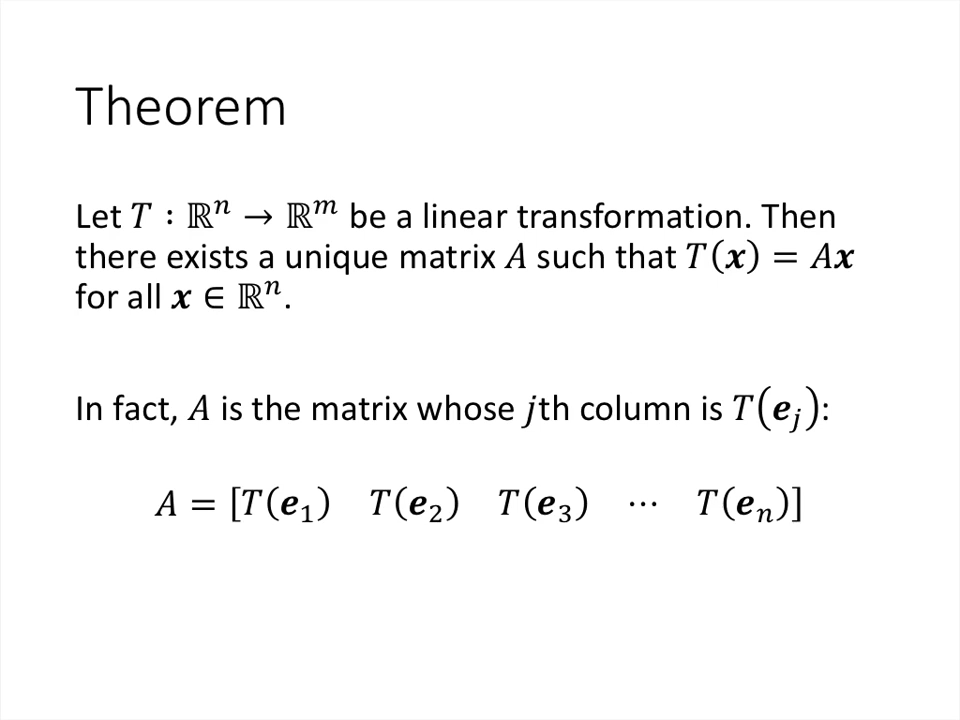 Theorem
Let 𝑇 : ℝⁿ → ℝᵐ be a linear transformation. Then
there exists a unique matrix 𝐴 such that 𝑇(𝒙) = 𝐴𝒙
for all 𝒙 ∈ ℝⁿ.
In fact, 𝐴 is the matrix whose 𝑗th column is 𝑇(𝒆ⱼ):
𝐴 = [𝑇(𝒆₁) 𝑇(𝒆₂) 𝑇(𝒆₃) ⋯ 𝑇(𝒆ₙ)]